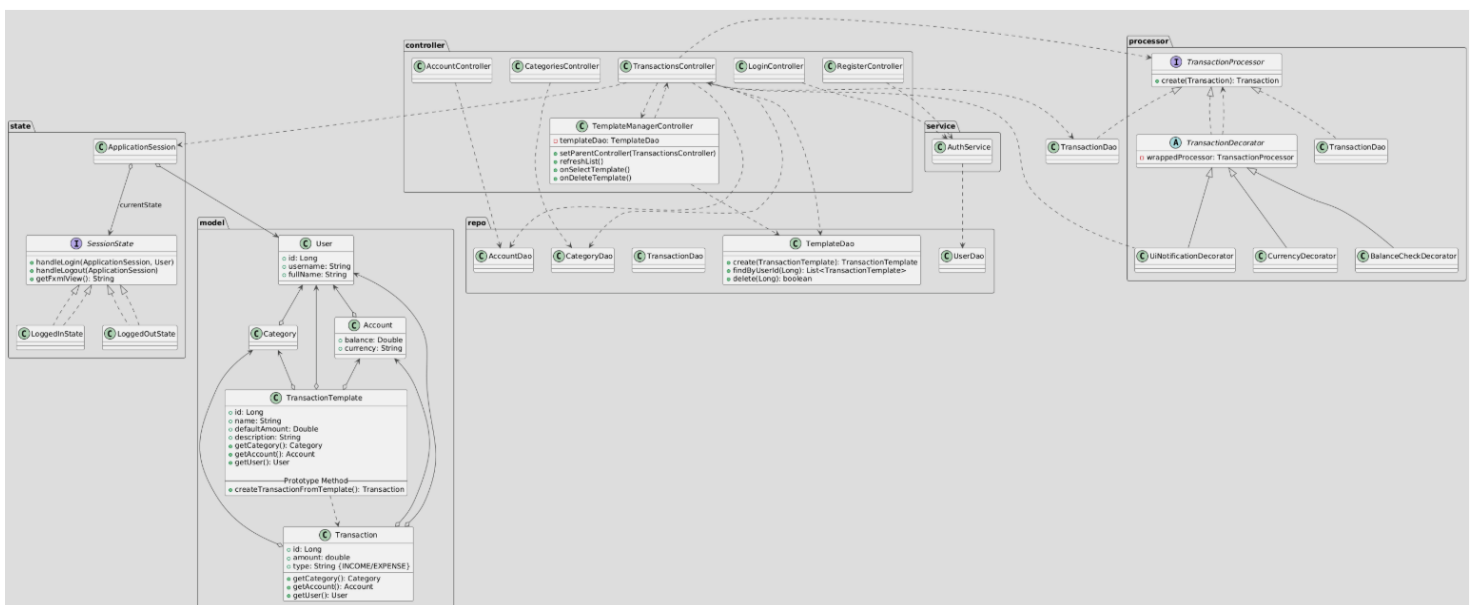 controller
AccountController
CategoriesController
TransactionsController
LoginController
RegisterController
TemplateManagerController
templateDao: TemplateDao
setParentController(TransactionsController)
refreshList()
onSelectTemplate()
onDeleteTemplate()
processor
TransactionProcessor
create(Transaction): Transaction
TransactionDecorator
wrappedProcessor: TransactionProcessor
TransactionDao
UiNotificationDecorator
CurrencyDecorator
BalanceCheckDecorator
TransactionDao
service
AuthService
state
ApplicationSession
currentState
SessionState
handleLogin(ApplicationSession, User)
handleLogout(ApplicationSession)
getFxmlView(): String
LoggedInState
LoggedOutState
model
User
id: Long
username: String
fullName: String
Category
Account
balance: Double
currency: String
TransactionTemplate
id: Long
name: String
defaultAmount: Double
description: String
getCategory(): Category
getAccount(): Account
getUser(): User
Prototype Method
createTransactionFromTemplate(): Transaction
Transaction
id: Long
amount: double
type: String {INCOME/EXPENSE}
getCategory(): Category
getAccount(): Account
getUser(): User
repo
AccountDao
CategoryDao
TransactionDao
TemplateDao
create(TransactionTemplate): TransactionTemplate
findByUserId(Long): List<TransactionTemplate>
delete(Long): boolean
UserDao